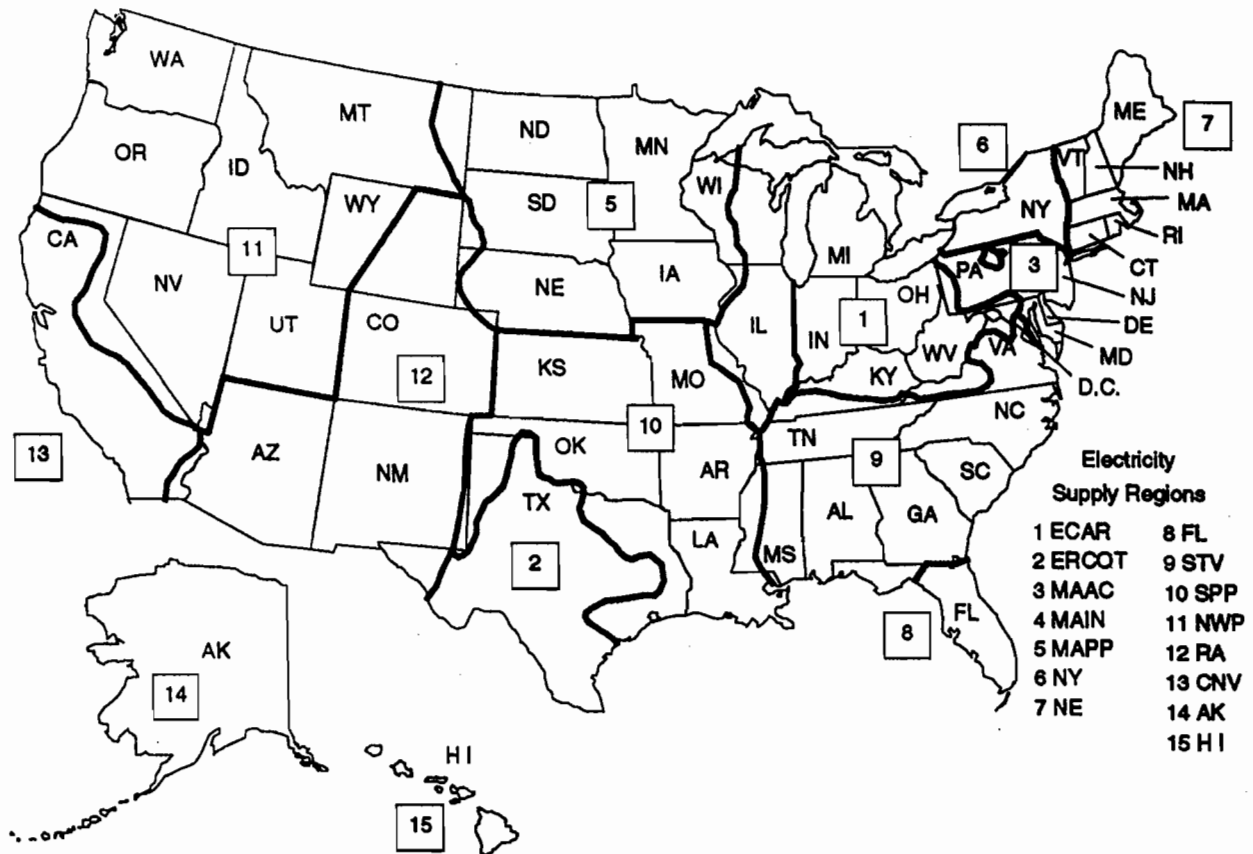 WA
MT
ND
MN
ME
7
6
OR
ID
VT
NH
WI
WY
SD
5
NY
MA
CA
11
MI
RI
IA
PA
3
CT
NV
NE
OH
NJ
UT
CO
IL
IN
1
DE
WV
VA
MD
KS
KY
12
MO
D.C.
10
NC
13
AZ
NM
OK
TN
9
AR
SC
TX
AL
GA
LA
MS
2
FL
8
AK
14
HI
15
Electricity
Supply Regions
1 ECAR 8 FL
2 ERCOT 9 STV
3 MAAC 10 SPP
4 MAIN 11 NWP
5 MAPP 12 RA
6 NY 13 CNV
7 NE 14 AK
15 HI